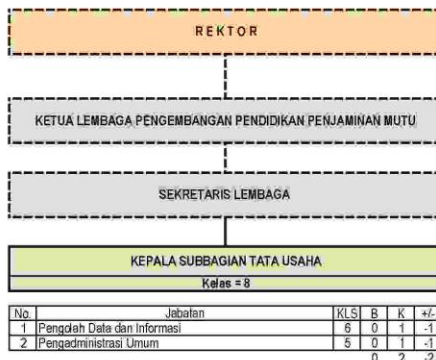 REKTOR
KETUA LEMBAGA PENGEMBANGAN PENDIDIKAN PENJAMINAN MUTU
SEKRETARIS LEMBAGA
KEPALA SUBBAGIAN TATA USAHA
Kelas = 8
No. Jabatan KLS B K +/-
1 Pengolah Data dan Informasi 6 0 1 -1
2 Pengadministrasi Umum 5 0 1 -1
0 2 -2